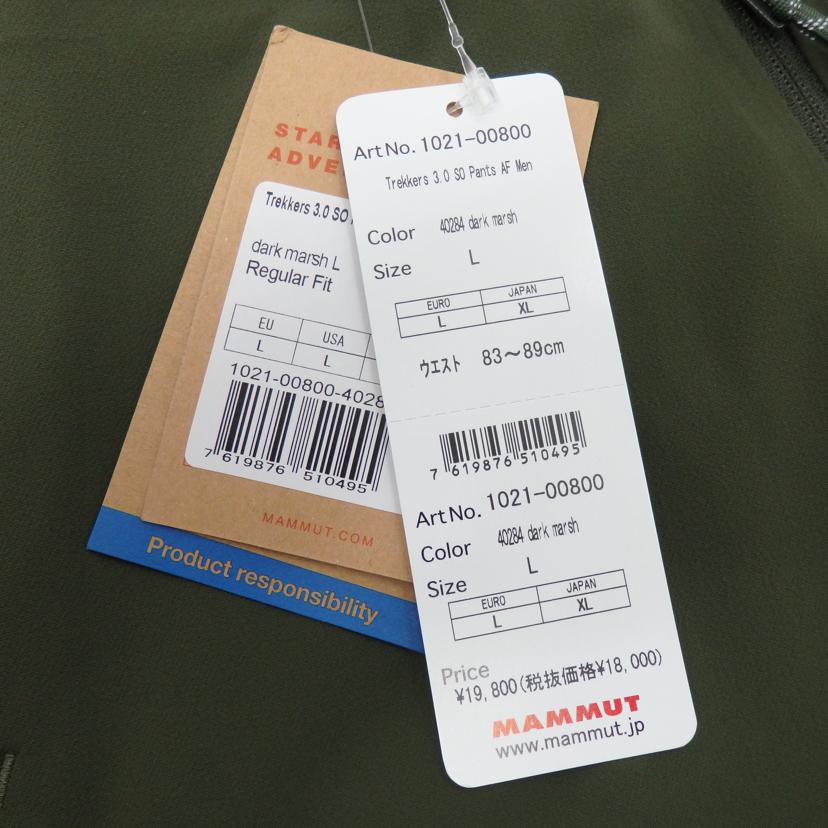 STAR
ADVE
Trekkers 3.0 SO
dark marsh L
Regular Fit
EU USA
L L
1021-00800-4028
7 619876 510495
MAMMUT.COM
Product responsibility
Art No. 1021-00800
Trekkers 3.0 SO Pants AF Men
Color 40284 dark marsh
Size L
EURO JAPAN
L XL
ウエスト 83～89cm
7 619876 510495
Art No. 1021-00800
Color 40284 dark marsh
Size L
EURO JAPAN
L XL
Price
¥19,800(税抜価格¥18,000)
MAMMUT
www.mammut.jp